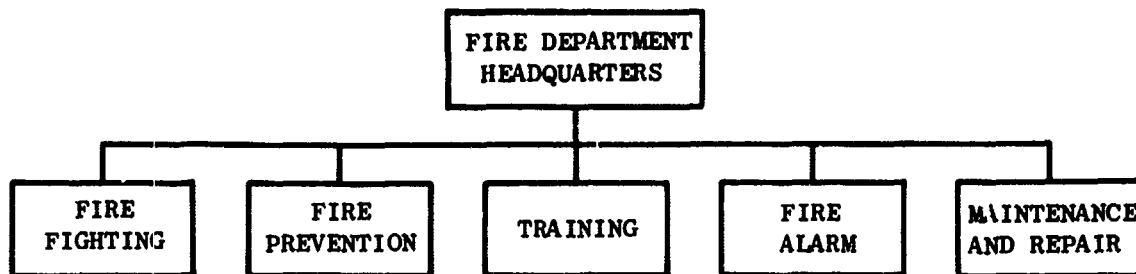 FIRE DEPARTMENT
HEADQUARTERS
FIRE
FIGHTING
FIRE
PREVENTION
TRAINING
FIRE
ALARM
MAINTENANCE
AND REPAIR